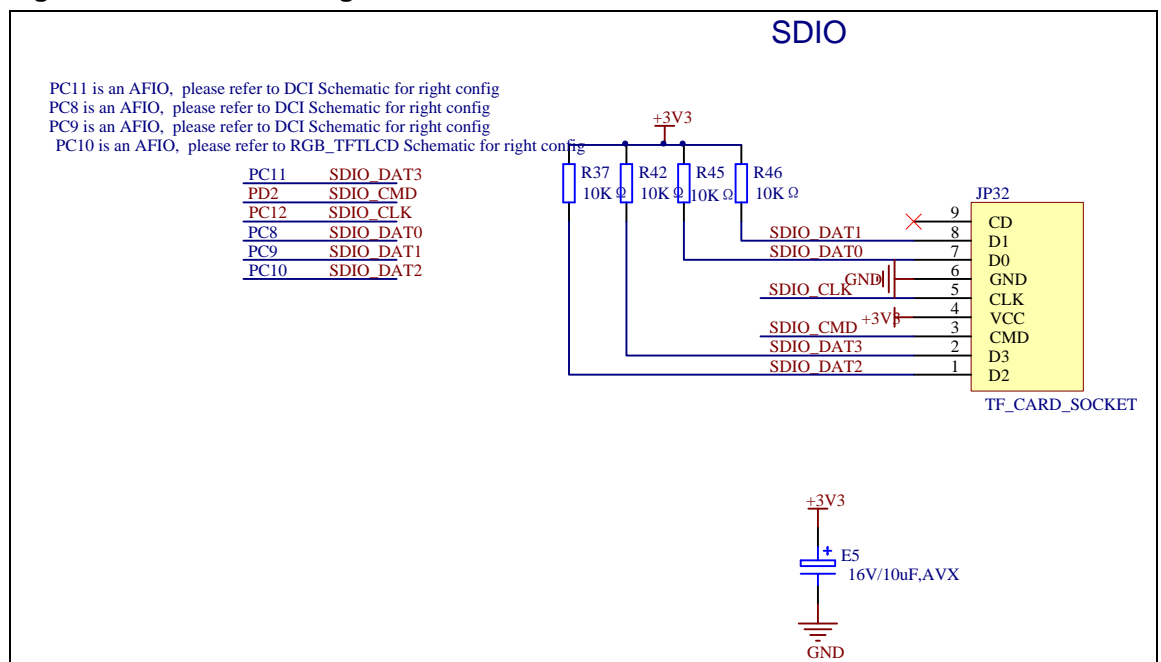 SDIO
PC11 is an AFIO, please refer to DCI Schematic for right config
PC8 is an AFIO, please refer to DCI Schematic for right config
PC9 is an AFIO, please refer to DCI Schematic for right config
PC10 is an AFIO, please refer to RGB_TFTLCD Schematic for right config
PC11 SDIO_DAT3
PD2 SDIO_CMD
PC12 SDIO_CLK
PC8 SDIO_DAT0
PC9 SDIO_DAT1
PC10 SDIO_DAT2
+3V3
R37 R42 R45 R46
10KΩ 10KΩ 10KΩ 10KΩ
JP32
9 CD
SDIO_DAT1 8 D1
SDIO_DAT0 7 D0
GND 6 GND
SDIO_CLK 5 CLK
+3V3 4 VCC
SDIO_CMD 3 CMD
SDIO_DAT3 2 D3
SDIO_DAT2 1 D2
TF_CARD_SOCKET
+3V3
+ E5
16V/10uF,AVX
GND